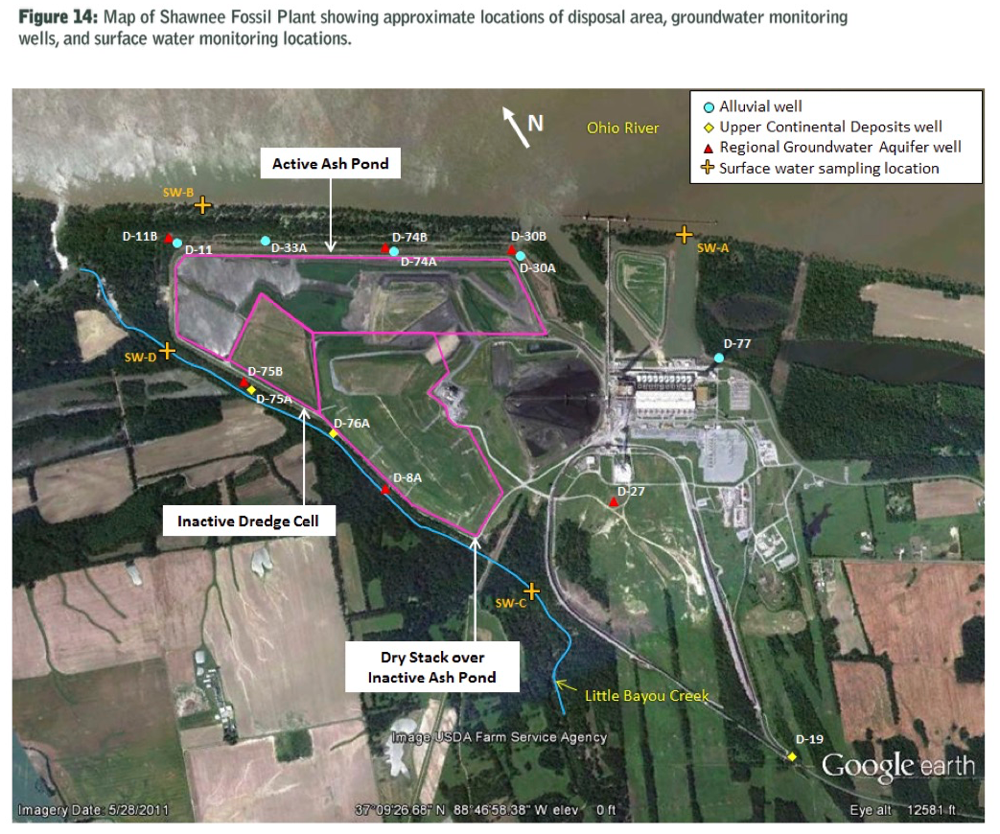 Figure 14: Map of Shawnee Fossil Plant showing approximate locations of disposal area, groundwater monitoring
wells, and surface water monitoring locations.
Alluvial well
Upper Continental Deposits well
Regional Groundwater Aquifer well
Surface water sampling location
N
Ohio River
Active Ash Pond
SW-B
D-11B
D-11
D-33A
D-74B
D-74A
D-30B
D-30A
SW-A
D-77
SW-D
D-75B
D-75A
D-76A
D-8A
D-27
Inactive Dredge Cell
SW-C
Dry Stack over
Inactive Ash Pond
Little Bayou Creek
Image USDA Farm Service Agency
D-19
Google earth
Imagery Date: 5/28/2011
37°09'26.68" N 88°46'58.38" W elev 0 ft
Eye alt 12581 ft